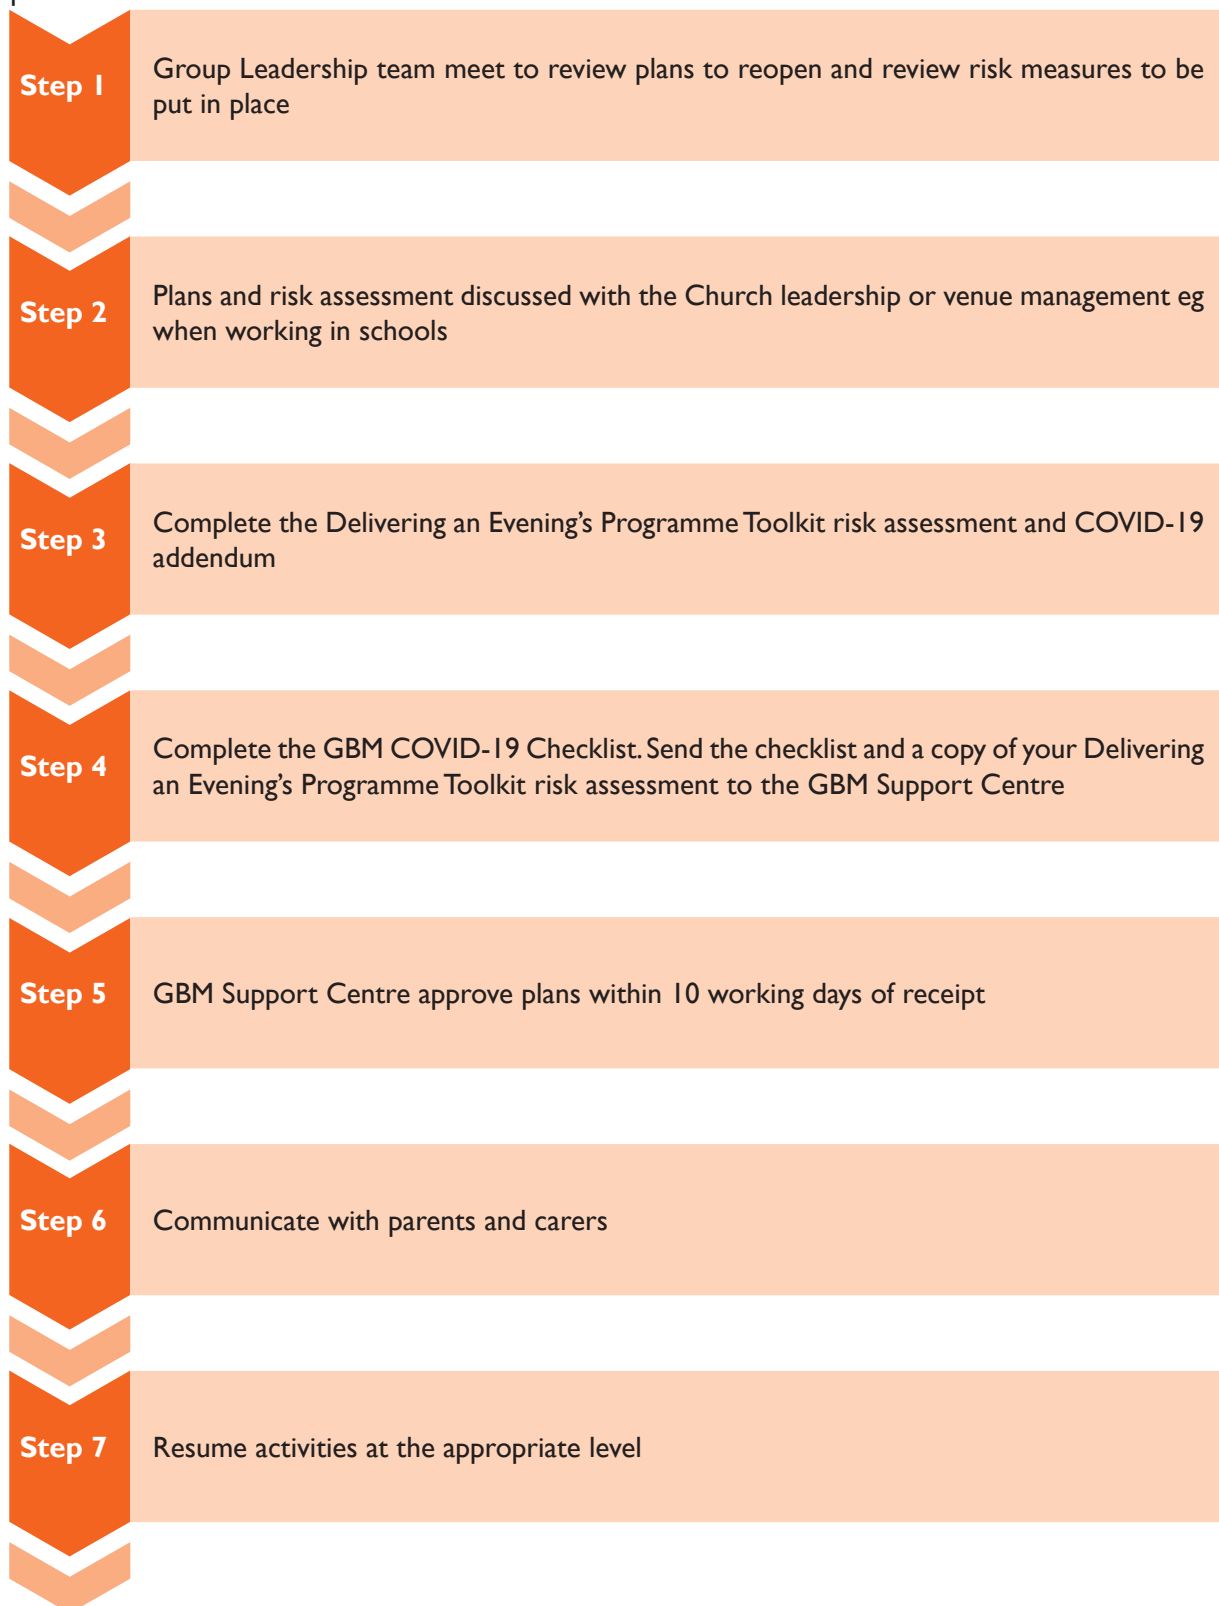 Step 1
Group Leadership team meet to review plans to reopen and review risk measures to be
put in place
Step 2
Plans and risk assessment discussed with the Church leadership or venue management eg
when working in schools
Step 3
Complete the Delivering an Evening’s Programme Toolkit risk assessment and COVID-19
addendum
Step 4
Complete the GBM COVID-19 Checklist. Send the checklist and a copy of your Delivering
an Evening’s Programme Toolkit risk assessment to the GBM Support Centre
Step 5
GBM Support Centre approve plans within 10 working days of receipt
Step 6
Communicate with parents and carers
Step 7
Resume activities at the appropriate level